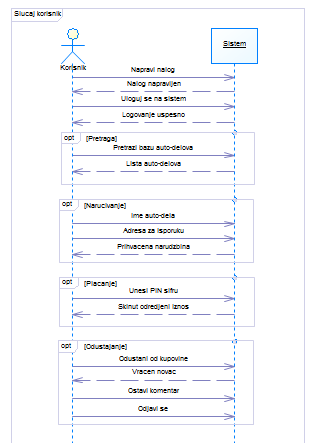 Slucaj korisnik
Korisnik
Sistem
Napravi nalog
Nalog napravljen
Uloguj se na sistem
Logovanje uspesno
opt [Pretraga]
Pretrazi bazu auto-delova
Lista auto-delova
opt [Narucivanje]
Ime auto-dela
Adresa za isporuku
Prihvacena narudzbina
opt [Placanje]
Unesi PIN sifru
Skinut odredjeni iznos
opt [Odustajanje]
Odustani od kupovine
Vracen novac
Ostavi komentar
Odjavi se